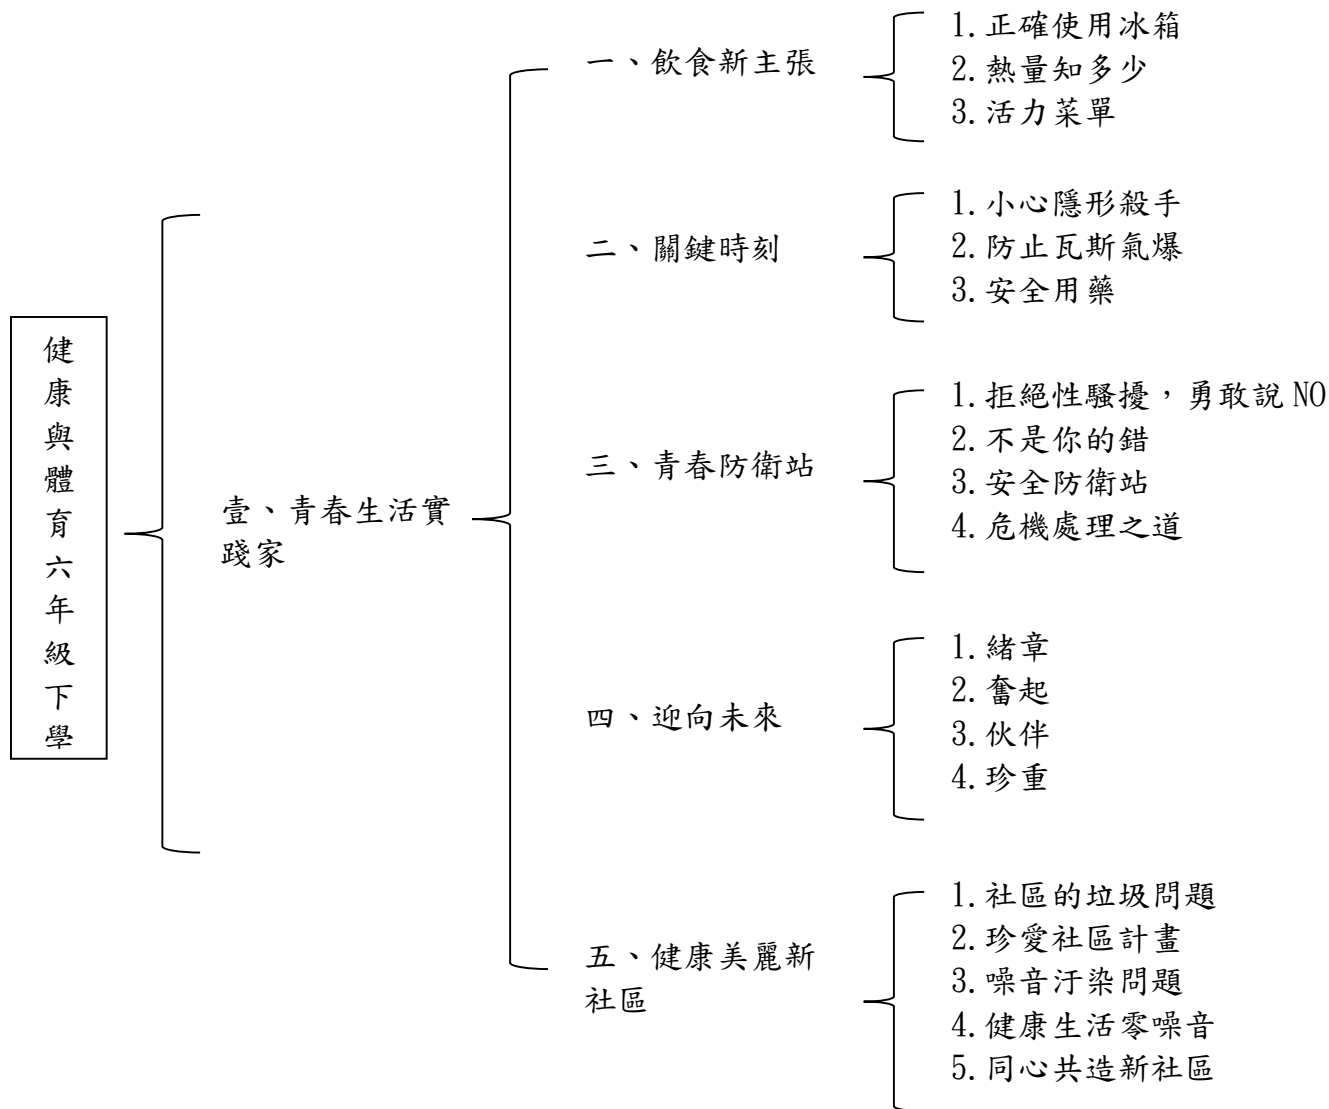 健康與體育六年級下學
壹、青春生活實
踐家
一、飲食新主張
1.正確使用冰箱
2.熱量知多少
3.活力菜單
二、關鍵時刻
1.小心隱形殺手
2.防止瓦斯氣爆
3.安全用藥
三、青春防衛站
1.拒絕性騷擾，勇敢說 NO
2.不是你的錯
3.安全防衛站
4.危機處理之道
四、迎向未來
1.緒章
2.奮起
3.伙伴
4.珍重
五、健康美麗新
社區
1.社區的垃圾問題
2.珍愛社區計畫
3.噪音汙染問題
4.健康生活零噪音
5.同心共造新社區